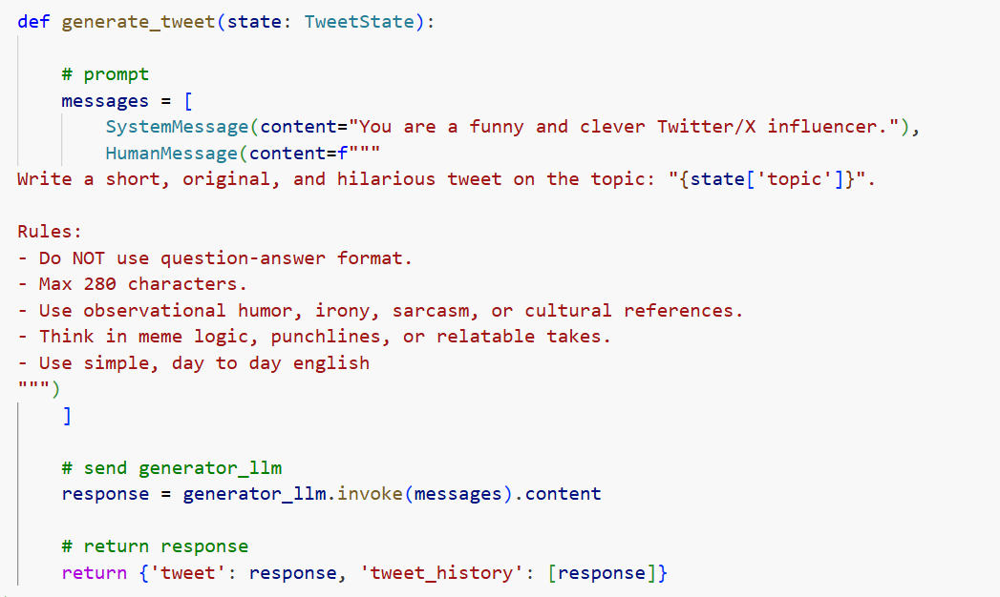 def generate_tweet(state: TweetState):
# prompt
messages = [
SystemMessage(content="You are a funny and clever Twitter/X influencer."),
HumanMessage(content=f"""
Write a short, original, and hilarious tweet on the topic: "{state['topic']}".
Rules:
- Do NOT use question-answer format.
- Max 280 characters.
- Use observational humor, irony, sarcasm, or cultural references.
- Think in meme logic, punchlines, or relatable takes.
- Use simple, day to day english
""")
]
# send generator_llm
response = generator_llm.invoke(messages).content
# return response
return {'tweet': response, 'tweet_history': [response]}